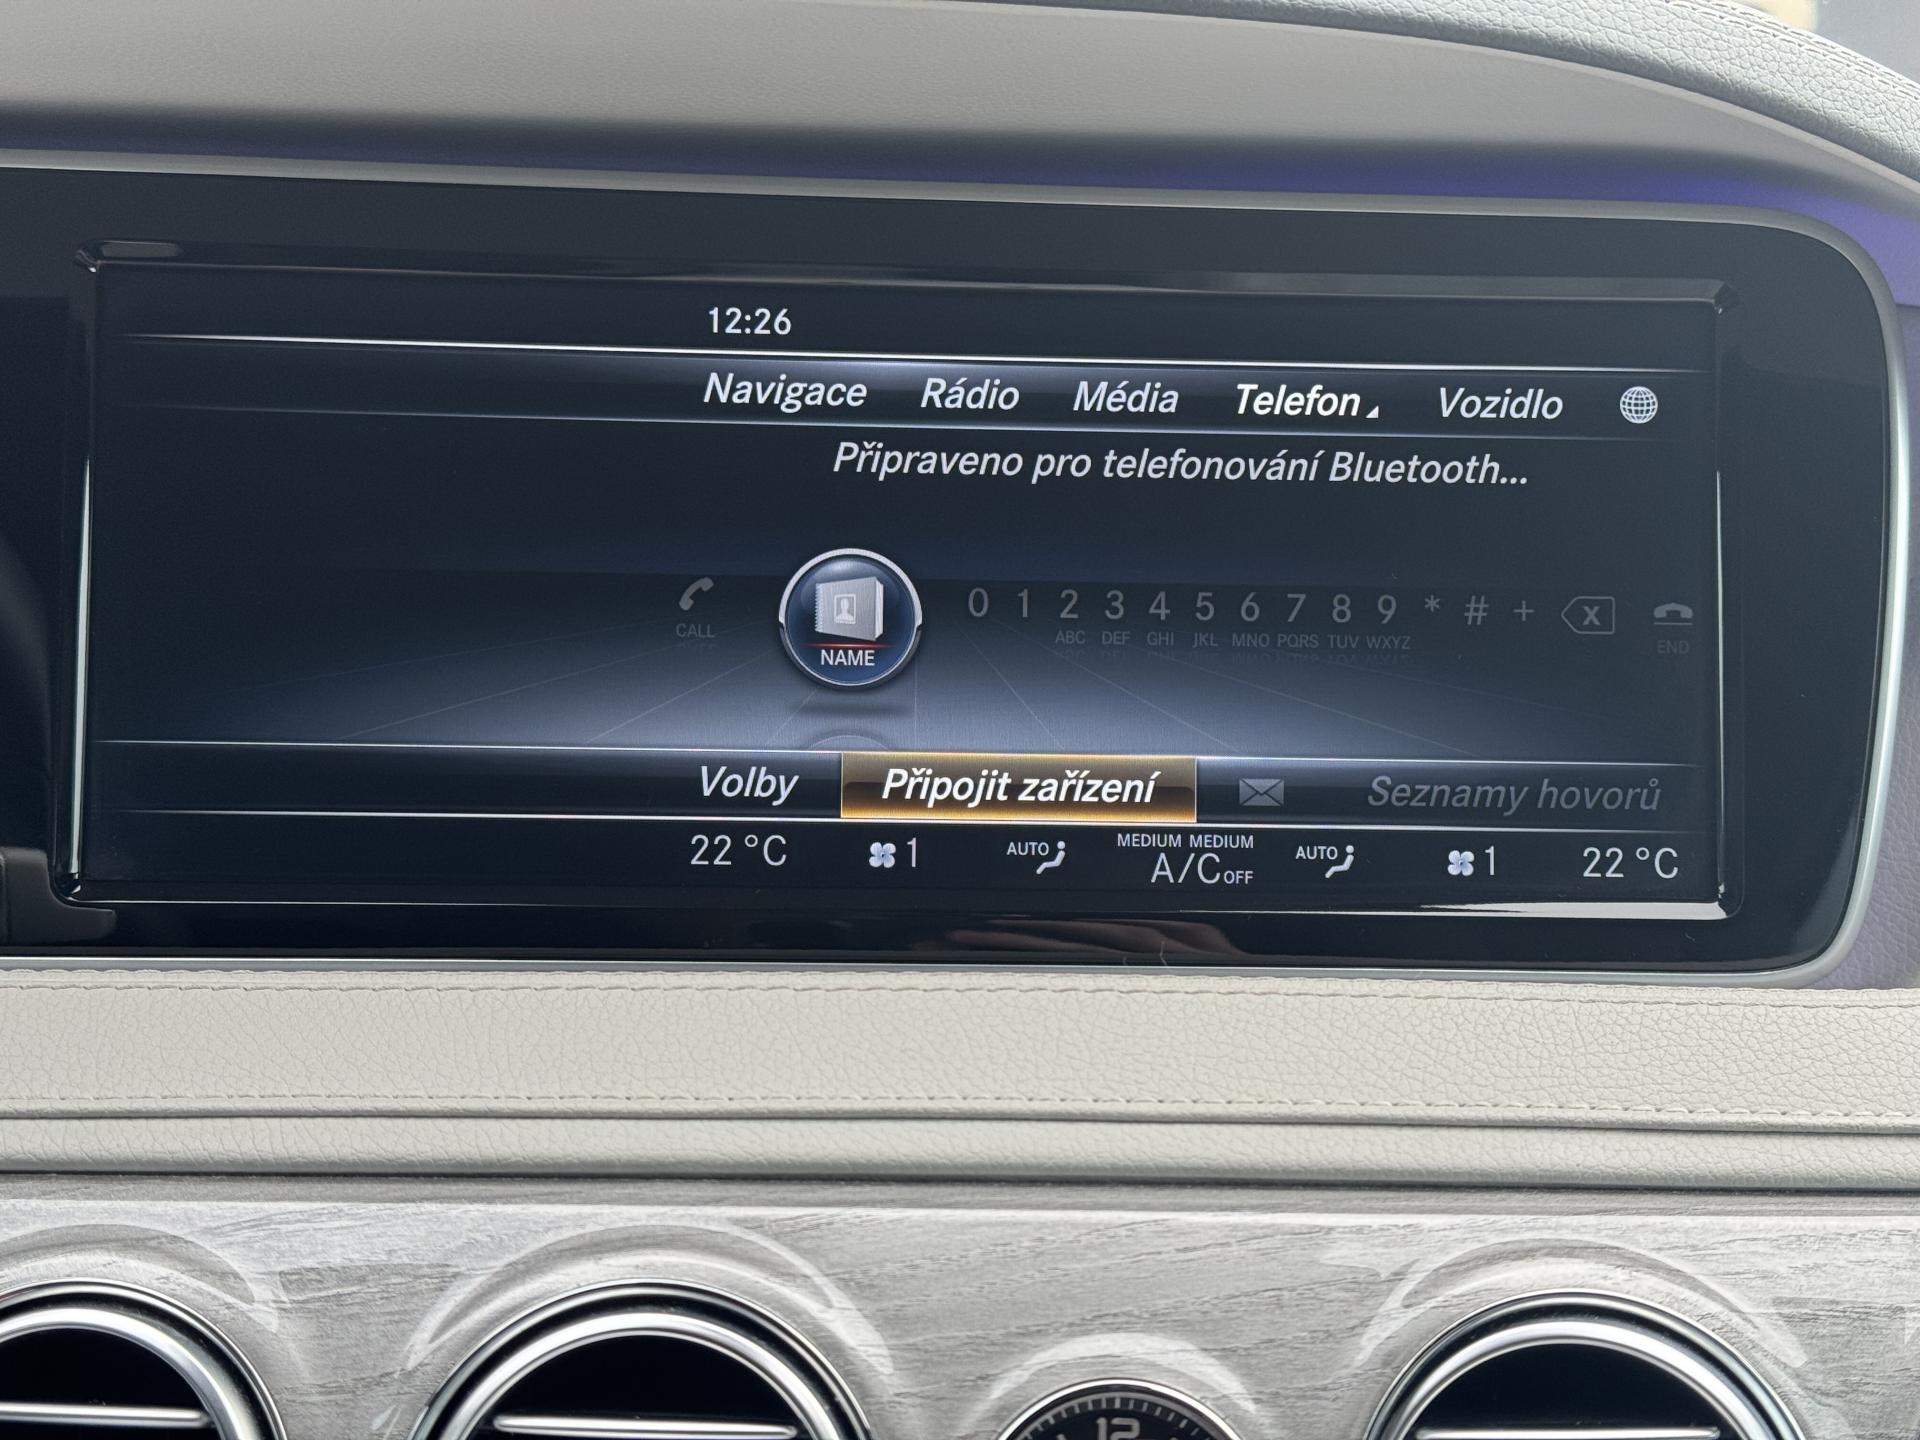 12:26
Navigace Rádio Média Telefon Vozidlo
Připraveno pro telefonování Bluetooth...
CALL NAME 0 1 2 ABC 3 DEF 4 GHI 5 JKL 6 MNO 7 PQRS 8 TUV 9 WXYZ * # + X END
Volby Připojit zařízení Seznamy hovorů
22 °C 1 AUTO MEDIUM MEDIUM A/C OFF AUTO 1 22 °C
12